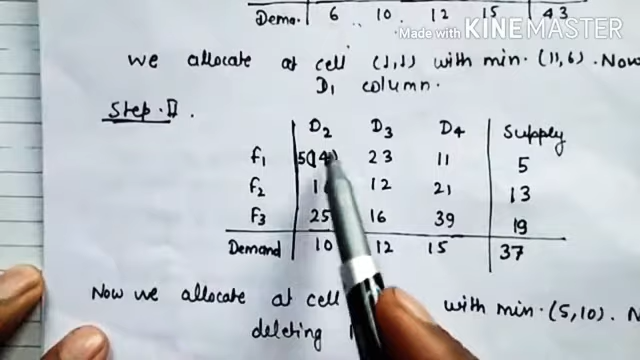 Dema. 6 10 12 15 43
Made with KINEMASTER
we allocate at cell (1,1) with min. (11,6). Now
D1 column.
Step. II.
D2 D3 D4 Supply
F1 5(14) 23 11 5
F2 12 21 13
F3 25 16 39 19
Demand 10 12 15 37
Now we allocate at cell with min. (5,10). N
deleting